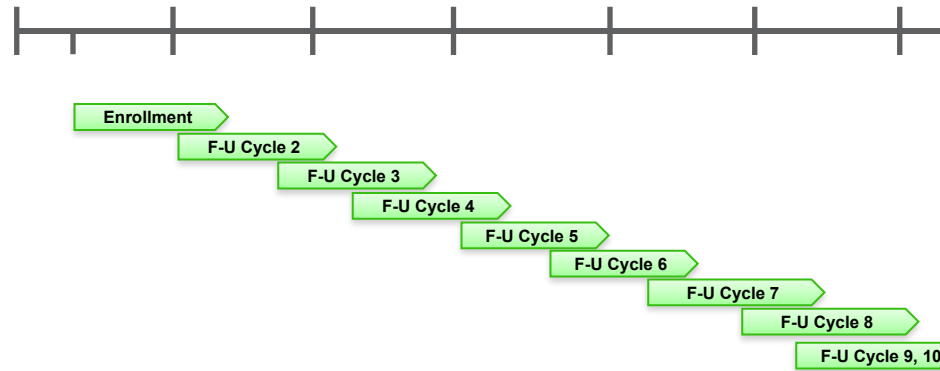 Enrollment
F-U Cycle 2
F-U Cycle 3
F-U Cycle 4
F-U Cycle 5
F-U Cycle 6
F-U Cycle 7
F-U Cycle 8
F-U Cycle 9, 10